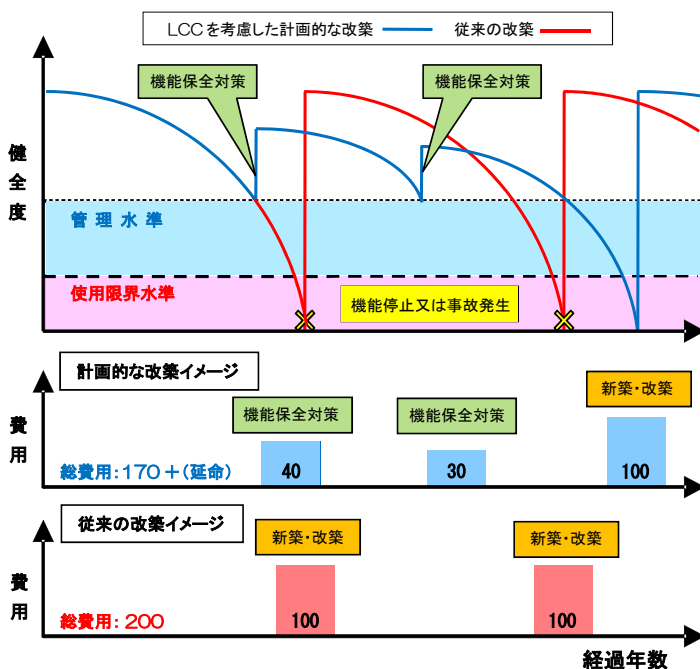 LCCを考慮した計画的な改築
従来の改築
機能保全対策
機能保全対策
健全度
管理水準
使用限界水準
機能停止又は事故発生
計画的な改築イメージ
新築・改築
機能保全対策
機能保全対策
費用
総費用：170＋（延命）
40
30
100
従来の改築イメージ
新築・改築
新築・改築
費用
総費用：200
100
100
経過年数